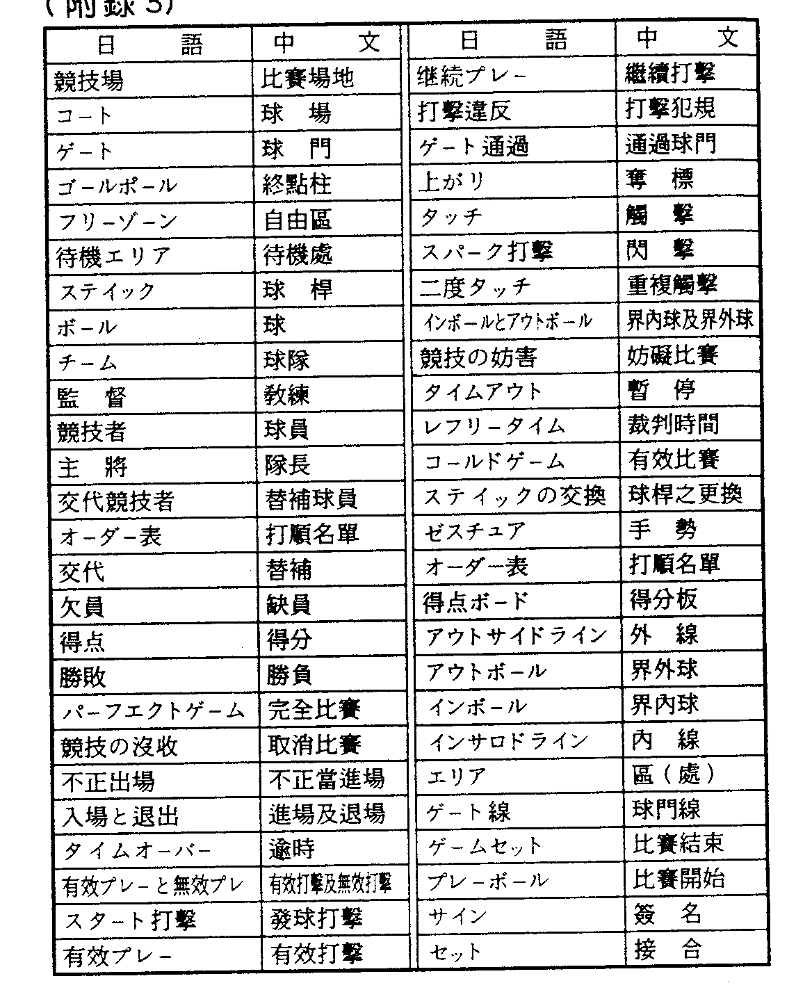 (附錄3)
日語 中文 日語 中文
競技場 比賽場地 継続プレー 繼續打擊
コート 球場 打擊違反 打擊犯規
ゲート 球門 ゲート通過 通過球門
ゴールポール 終點柱 上がり 奪標
フリーゾーン 自由區 タッチ 觸擊
待機エリア 待機處 スパーク打擊 閃擊
スティック 球桿 二度タッチ 重複觸擊
ボール 球 インボールとアウトボール 界內球及界外球
チーム 球隊 競技の妨害 妨礙比賽
監督 教練 タイムアウト 暫停
競技者 球員 レフリータイム 裁判時間
主將 隊長 コールドゲーム 有效比賽
交代競技者 替補球員 スティックの交換 球桿之更換
オーダー表 打順名單 ゼスチュア 手勢
交代 替補 オーダー表 打順名單
欠員 缺員 得点ボード 得分板
得点 得分 アウトサイドライン 外線
勝敗 勝負 アウトボール 界外球
パーフエクトゲーム 完全比賽 インボール 界內球
競技の沒收 取消比賽 インサロドライン 內線
不正出場 不正當進場 エリア 區(處)
入場と退出 進場及退場 ゲート線 球門線
タイムオーバー 逾時 ゲームセット 比賽結束
有效プレーと無效プレ 有效打擊及無效打擊 プレーボール 比賽開始
スタート打擊 發球打擊 サイン 簽名
有效プレー 有效打擊 セット 接合